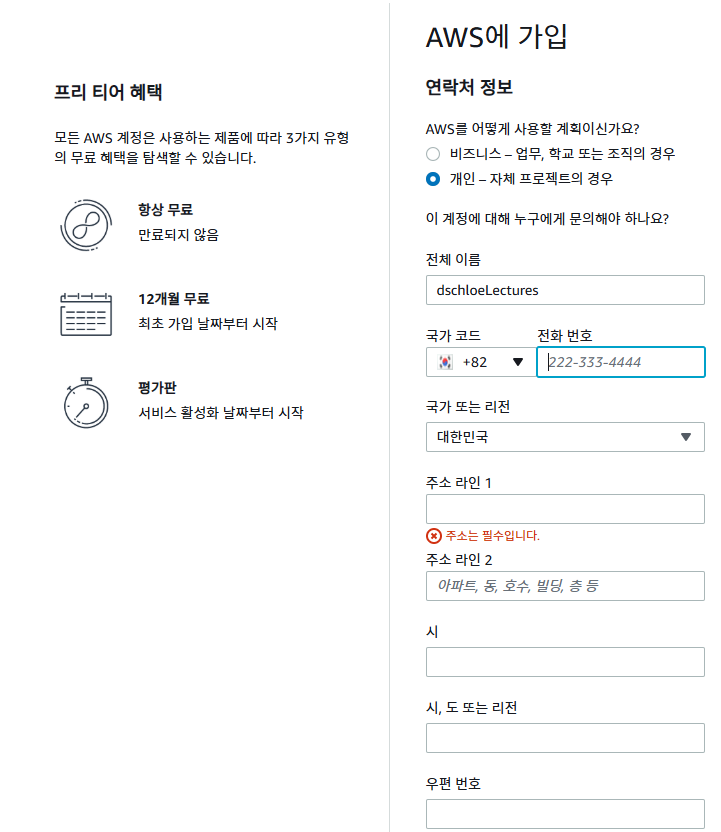 프리 티어 혜택
모든 AWS 계정은 사용하는 제품에 따라 3가지 유형
의 무료 혜택을 탐색할 수 있습니다.
항상 무료
만료되지 않음
12개월 무료
최초 가입 날짜부터 시작
평가판
서비스 활성화 날짜부터 시작
AWS에 가입
연락처 정보
AWS를 어떻게 사용할 계획이신가요?
비즈니스 – 업무, 학교 또는 조직의 경우
개인 – 자체 프로젝트의 경우
이 계정에 대해 누구에게 문의해야 하나요?
전체 이름
dschloeLectures
국가 코드 전화 번호
+82 222-333-4444
국가 또는 리전
대한민국
주소 라인 1
주소는 필수입니다.
주소 라인 2
아파트, 동, 호수, 빌딩, 층 등
시
시, 도 또는 리전
우편 번호